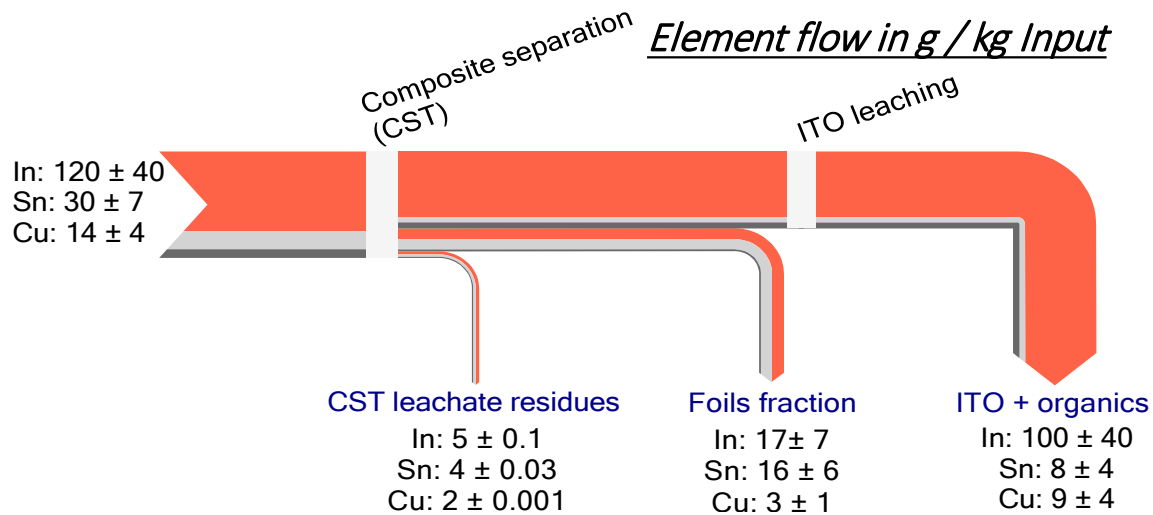 Element flow in g / kg Input
Composite separation
(CST)
ITO leaching
In: 120 ± 40
Sn: 30 ± 7
Cu: 14 ± 4
CST leachate residues
In: 5 ± 0.1
Sn: 4 ± 0.03
Cu: 2 ± 0.001
Foils fraction
In: 17± 7
Sn: 16 ± 6
Cu: 3 ± 1
ITO + organics
In: 100 ± 40
Sn: 8 ± 4
Cu: 9 ± 4